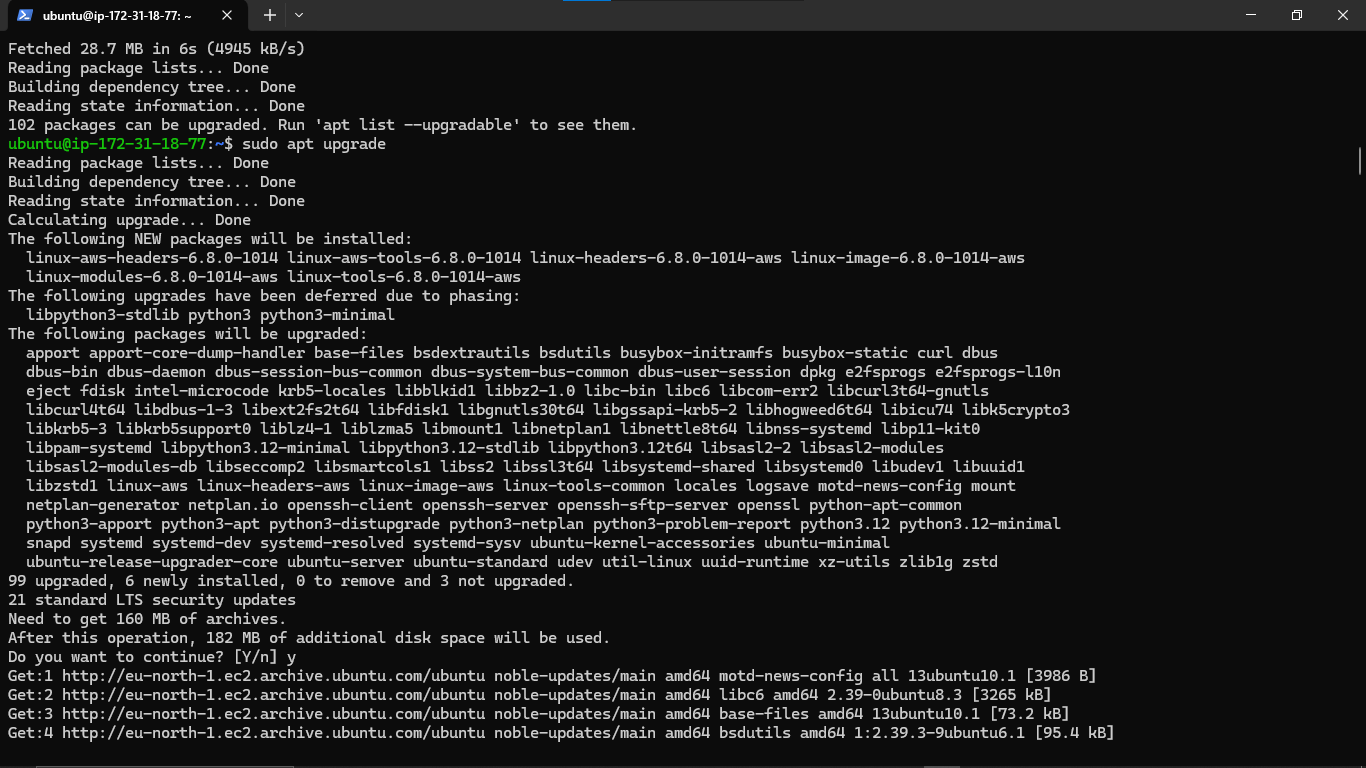 ubuntu@ip-172-31-18-77: ~
Fetched 28.7 MB in 6s (4945 kB/s)
Reading package lists... Done
Building dependency tree... Done
Reading state information... Done
102 packages can be upgraded. Run 'apt list --upgradable' to see them.
ubuntu@ip-172-31-18-77:~$ sudo apt upgrade
Reading package lists... Done
Building dependency tree... Done
Reading state information... Done
Calculating upgrade... Done
The following NEW packages will be installed:
  linux-aws-headers-6.8.0-1014 linux-aws-tools-6.8.0-1014 linux-headers-6.8.0-1014-aws linux-image-6.8.0-1014-aws
  linux-modules-6.8.0-1014-aws linux-tools-6.8.0-1014-aws
The following upgrades have been deferred due to phasing:
  libpython3-stdlib python3 python3-minimal
The following packages will be upgraded:
  apport apport-core-dump-handler base-files bsdextrautils bsdutils busybox-initramfs busybox-static curl dbus
  dbus-bin dbus-daemon dbus-session-bus-common dbus-system-bus-common dbus-user-session dpkg e2fsprogs e2fsprogs-l10n
  eject fdisk intel-microcode krb5-locales libblkid1 libbz2-1.0 libc-bin libc6 libcom-err2 libcurl3t64-gnutls
  libcurl4t64 libdbus-1-3 libext2fs2t64 libfdisk1 libgnutls30t64 libgssapi-krb5-2 libhogweed6t64 libicu74 libk5crypto3
  libkrb5-3 libkrb5support0 liblz4-1 liblzma5 libmount1 libnetplan1 libnettle8t64 libnss-systemd libp11-kit0
  libpam-systemd libpython3.12-minimal libpython3.12-stdlib libpython3.12t64 libsasl2-2 libsasl2-modules
  libsasl2-modules-db libseccomp2 libsmartcols1 libss2 libssl3t64 libsystemd-shared libsystemd0 libudev1 libuuid1
  libzstd1 linux-aws linux-headers-aws linux-image-aws linux-tools-common locales logsave motd-news-config mount
  netplan-generator netplan.io openssh-client openssh-server openssh-sftp-server openssl python-apt-common
  python3-apport python3-apt python3-distupgrade python3-netplan python3-problem-report python3.12 python3.12-minimal
  snapd systemd systemd-dev systemd-resolved systemd-sysv ubuntu-kernel-accessories ubuntu-minimal
  ubuntu-release-upgrader-core ubuntu-server ubuntu-standard udev util-linux uuid-runtime xz-utils zlib1g zstd
99 upgraded, 6 newly installed, 0 to remove and 3 not upgraded.
21 standard LTS security updates
Need to get 160 MB of archives.
After this operation, 182 MB of additional disk space will be used.
Do you want to continue? [Y/n] y
Get:1 http://eu-north-1.ec2.archive.ubuntu.com/ubuntu noble-updates/main amd64 motd-news-config all 13ubuntu10.1 [3986 B]
Get:2 http://eu-north-1.ec2.archive.ubuntu.com/ubuntu noble-updates/main amd64 libc6 amd64 2.39-0ubuntu8.3 [3265 kB]
Get:3 http://eu-north-1.ec2.archive.ubuntu.com/ubuntu noble-updates/main amd64 base-files amd64 13ubuntu10.1 [73.2 kB]
Get:4 http://eu-north-1.ec2.archive.ubuntu.com/ubuntu noble-updates/main amd64 bsdutils amd64 1:2.39.3-9ubuntu6.1 [95.4 kB]